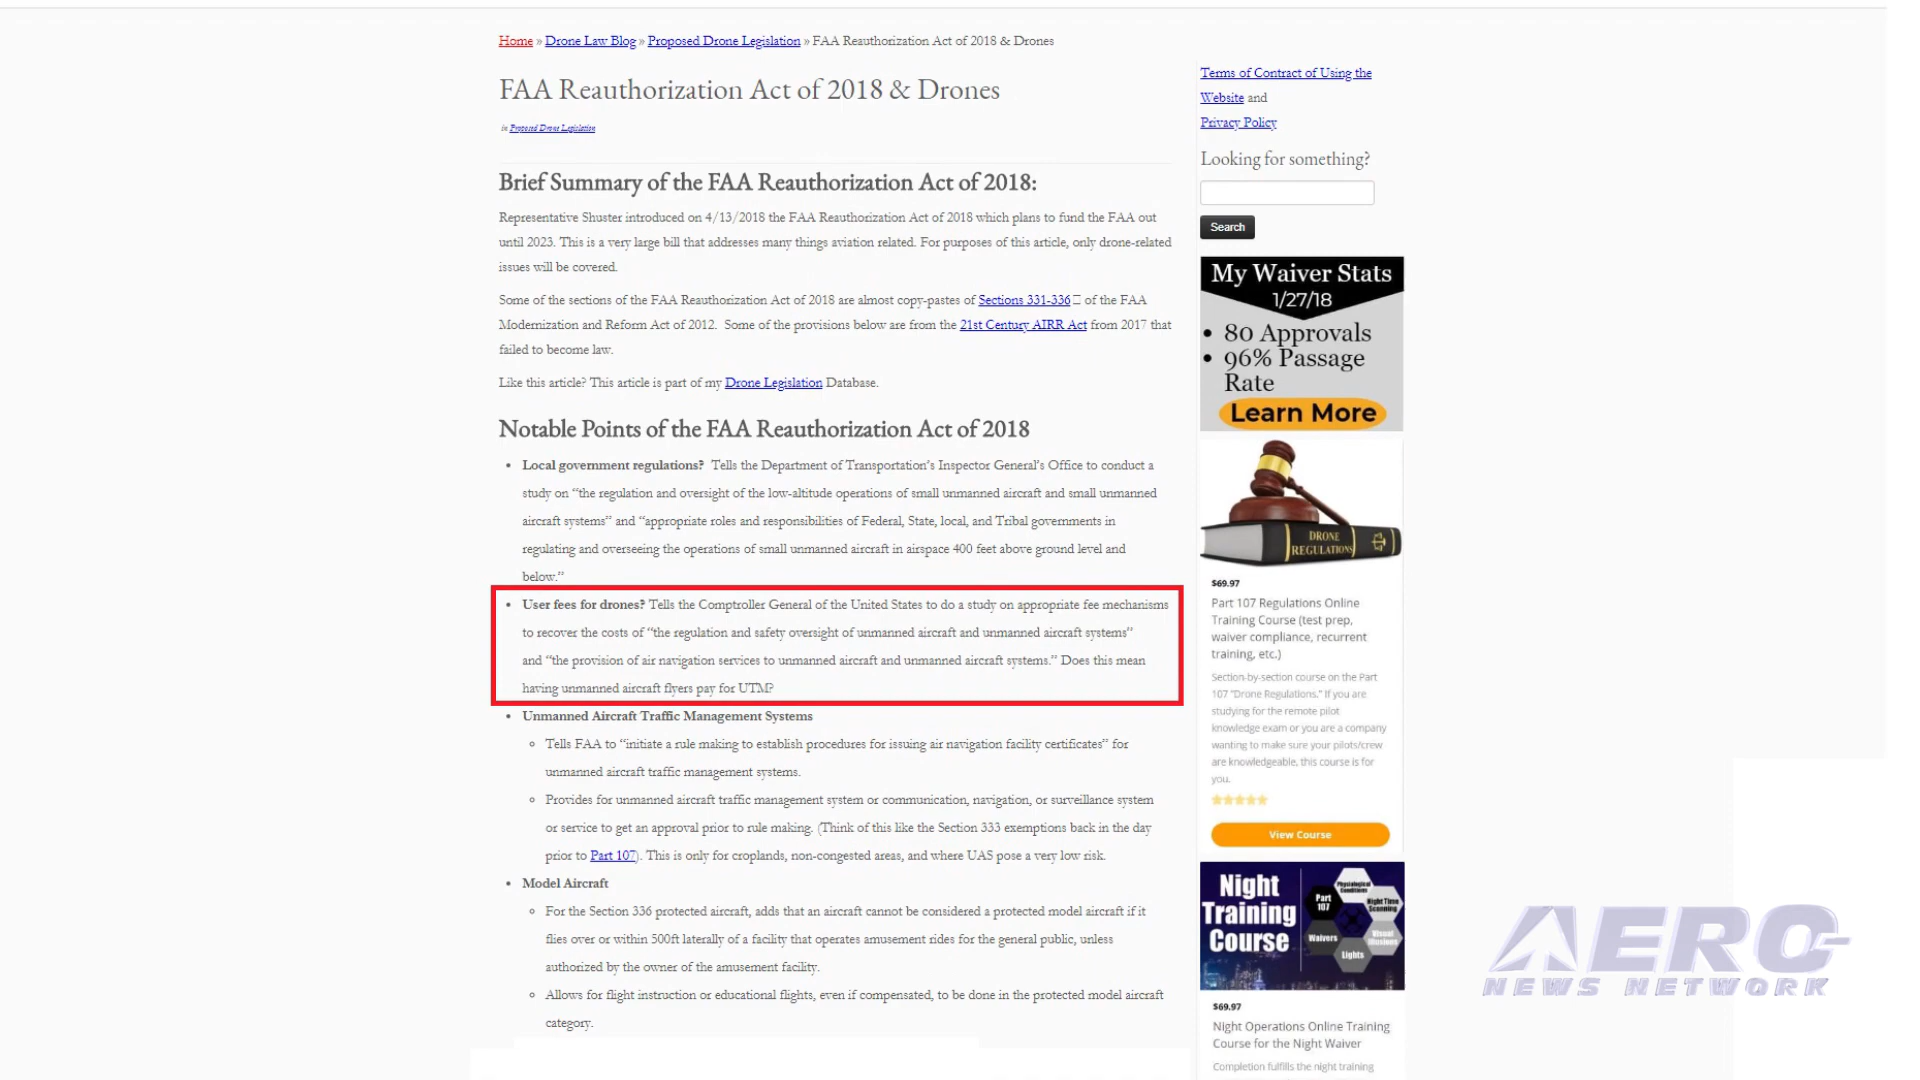 Home » Drone Law Blog » Proposed Drone Legislation » FAA Reauthorization Act of 2018 & Drones
FAA Reauthorization Act of 2018 & Drones
in Proposed Drone Legislation
Brief Summary of the FAA Reauthorization Act of 2018:
Representative Shuster introduced on 4/13/2018 the FAA Reauthorization Act of 2018 which plans to fund the FAA out
until 2023. This is a very large bill that addresses many things aviation related. For purposes of this article, only drone-related
issues will be covered.
Some of the sections of the FAA Reauthorization Act of 2018 are almost copy-pastes of Sections 331-336 of the FAA
Modernization and Reform Act of 2012. Some of the provisions below are from the 21st Century AIRR Act from 2017 that
failed to become law.
Like this article? This article is part of my Drone Legislation Database.
Notable Points of the FAA Reauthorization Act of 2018
• Local government regulations? Tells the Department of Transportation’s Inspector General’s Office to conduct a
study on “the regulation and oversight of the low-altitude operations of small unmanned aircraft and small unmanned
aircraft systems” and “appropriate roles and responsibilities of Federal, State, local, and Tribal governments in
regulating and overseeing the operations of small unmanned aircraft in airspace 400 feet above ground level and
below.”
• User fees for drones? Tells the Comptroller General of the United States to do a study on appropriate fee mechanisms
to recover the costs of “the regulation and safety oversight of unmanned aircraft and unmanned aircraft systems”
and “the provision of air navigation services to unmanned aircraft and unmanned aircraft systems.” Does this mean
having unmanned aircraft flyers pay for UTM?
• Unmanned Aircraft Traffic Management Systems
Tells FAA to “initiate a rule making to establish procedures for issuing air navigation facility certificates” for
unmanned aircraft traffic management systems.
Provides for unmanned aircraft traffic management system or communication, navigation, or surveillance system
or service to get an approval prior to rule making. (Think of this like the Section 333 exemptions back in the day
prior to Part 107). This is only for croplands, non-congested areas, and where UAS pose a very low risk.
• Model Aircraft
For the Section 336 protected aircraft, adds that an aircraft cannot be considered a protected model aircraft if it
flies over or within 500ft laterally of a facility that operates amusement rides for the general public, unless
authorized by the owner of the amusement facility.
Allows for flight instruction or educational flights, even if compensated, to be done in the protected model aircraft
category.
Terms of Contract of Using the
Website and
Privacy Policy
Looking for something?
Search
My Waiver Stats
1/27/18
• 80 Approvals
• 96% Passage
Rate
Learn More
DRONE
REGULATIONS
$69.97
Part 107 Regulations Online
Training Course (test prep,
waiver compliance, recurrent
training, etc.)
Section-by-section course on the Part
107 "Drone Regulations." If you are
studying for the remote pilot
knowledge exam or you are a company
wanting to make sure your pilots/crew
are knowledgeable, this course is for
you.
View Course
Night
Training
Course
Physiological
Conditions
Part
107
Night Time
Scanning
Waivers
Visual
Illusions
Lights
$69.97
Night Operations Online Training
Course for the Night Waiver
Completion fulfills the night training
AERO
NEWS NETWORK